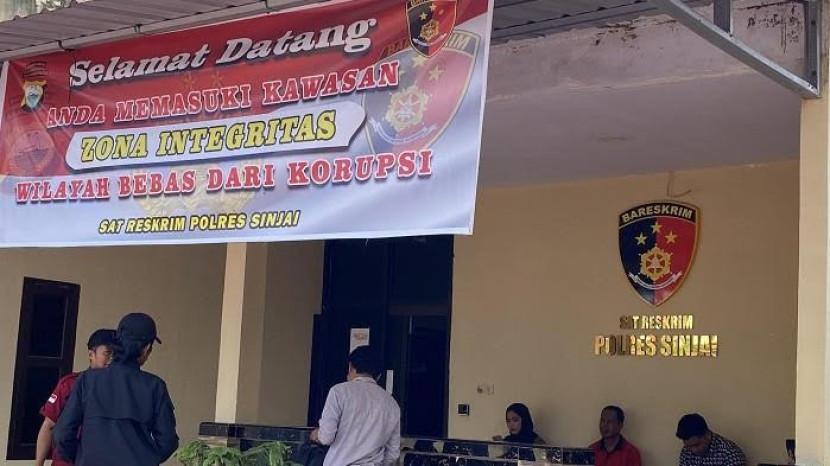 Selamat Datang
ANDA MEMASUKI KAWASAN
ZONA INTEGRITAS
WILAYAH BEBAS DARI KORUPSI
SAT RESKRIM POLRES SINJAI
BARESKRIM
SAT RESKRIM
POLRES SINJAI